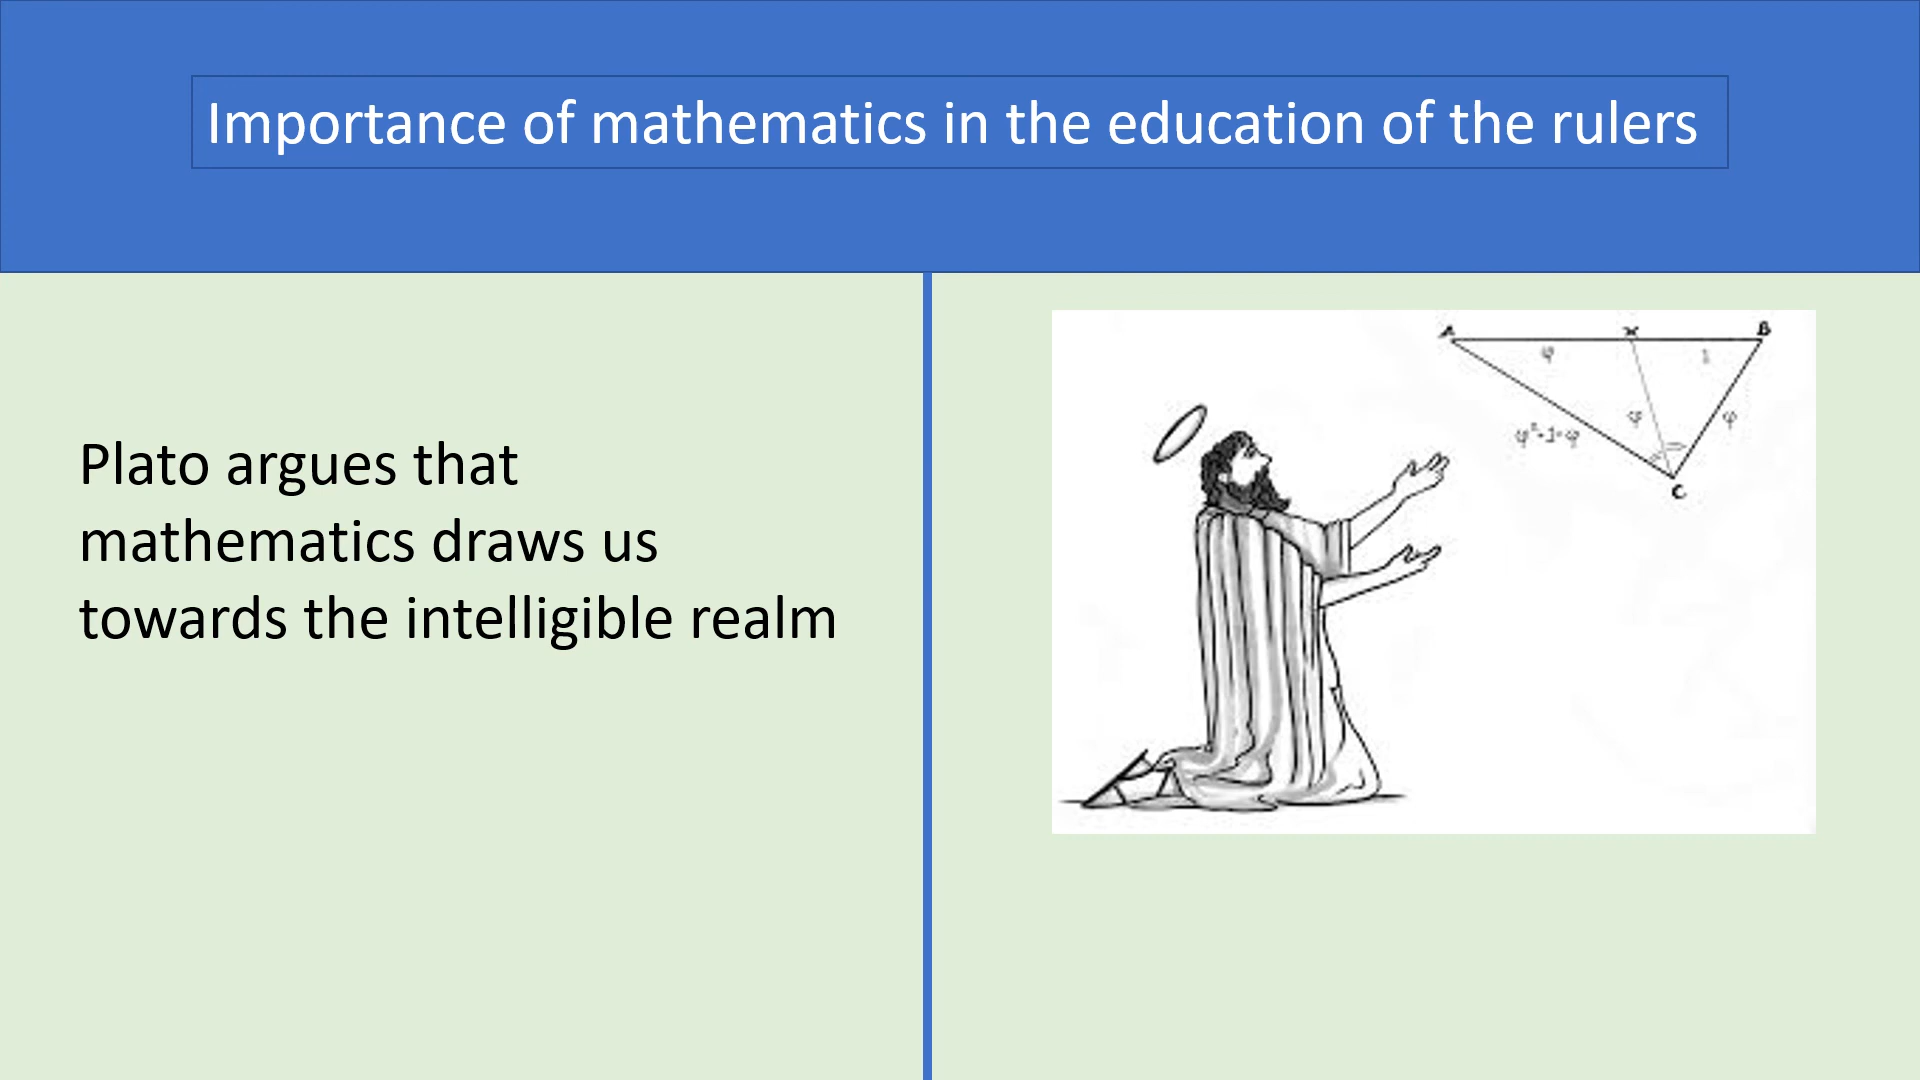 Importance of mathematics in the education of the rulers
Plato argues that
mathematics draws us
towards the intelligible realm
A x B
φ 1
φ φ
C